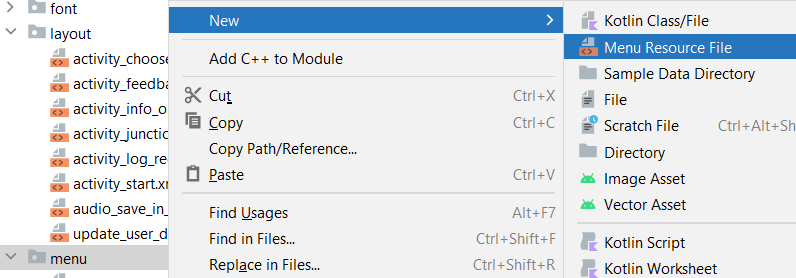 font
layout
activity_choose
activity_feedba
activity_info_o
activity_junctio
activity_log_re
activity_start.xr
audio_save_in_
update_user_d
menu
New
Add C++ to Module
Cut Ctrl+X
Copy Ctrl+C
Copy Path/Reference...
Paste Ctrl+V
Find Usages Alt+F7
Find in Files... Ctrl+Shift+F
Replace in Files... Ctrl+Shift+R
Kotlin Class/File
Menu Resource File
Sample Data Directory
File
Scratch File Ctrl+Alt+Sh
Directory
Image Asset
Vector Asset
Kotlin Script
Kotlin Worksheet